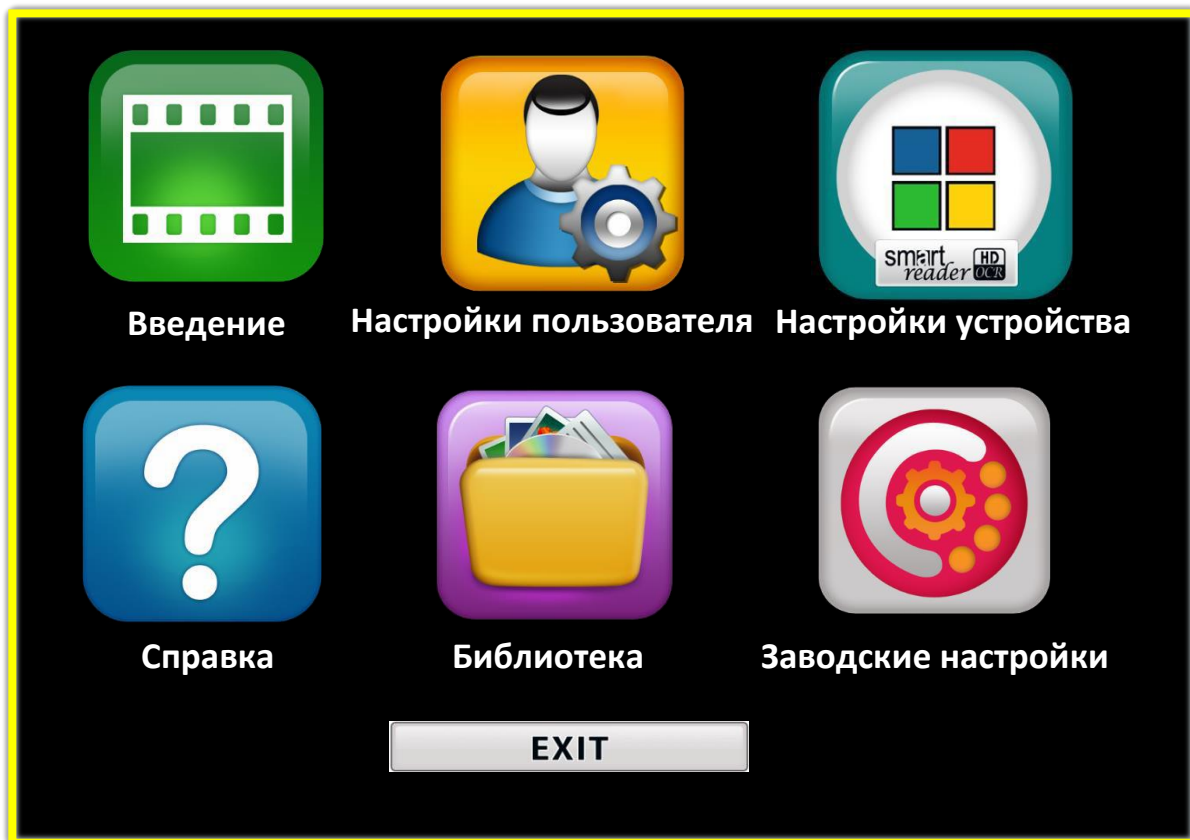 smart
reader HD
OCR
Введение
Настройки пользователя
Настройки устройства
Справка
Библиотека
Заводские настройки
EXIT